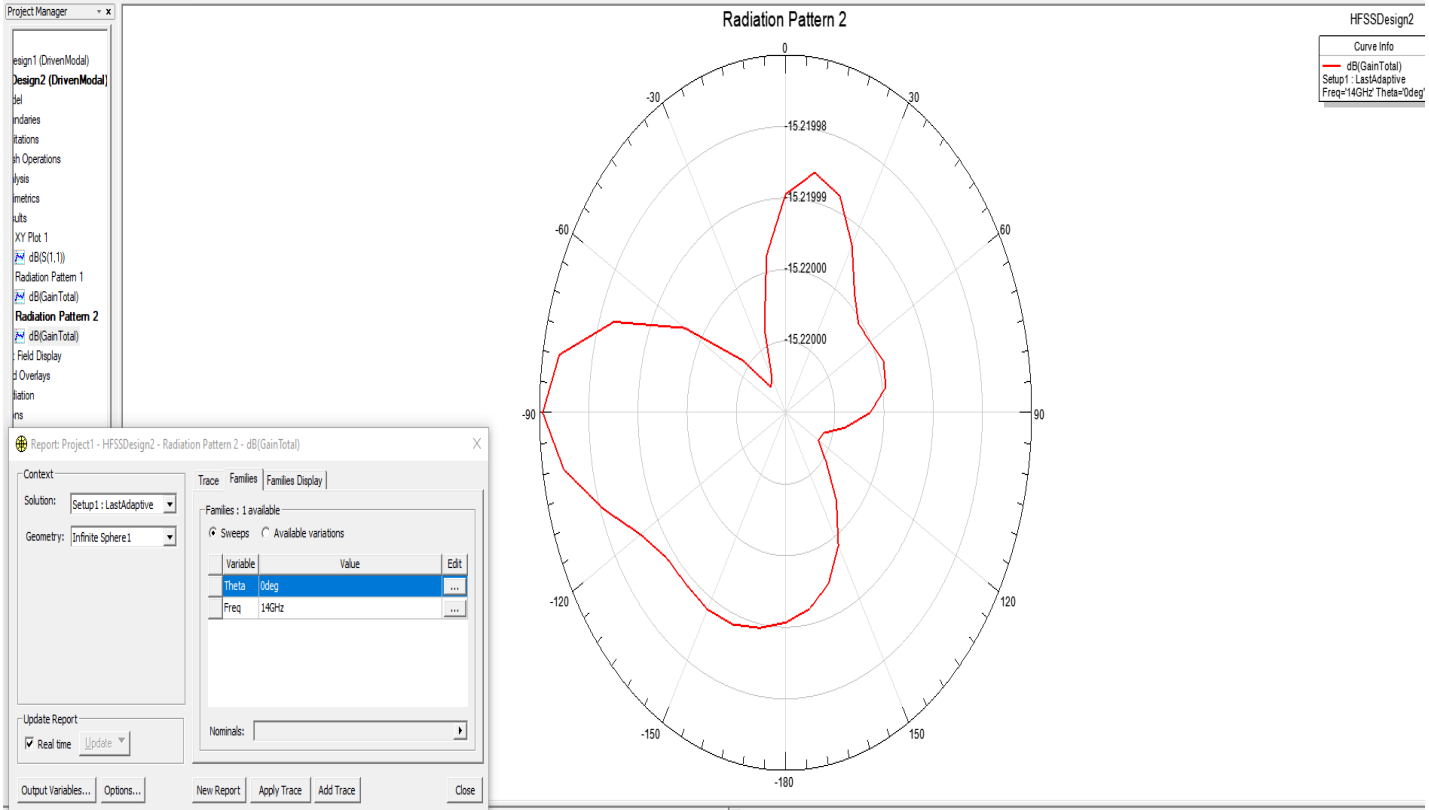 Project Manager
esign1 (DrivenModal)
Design2 (DrivenModal)
del
undaries
itations
sh Operations
lysis
imetrics
sults
XY Plot 1
dB(S(1,1))
Radiation Pattern 1
dB(GainTotal)
Radiation Pattern 2
dB(GainTotal)
t Field Display
d Overlays
diation
ons
Radiation Pattern 2
HFSSDesign2
Curve Info
dB(GainTotal)
Setup1 : LastAdaptive
Freq='14GHz' Theta='0deg'
0
-30
30
-15.21998
-15.21999
-60
60
-15.22000
-15.22000
-90
90
-120
120
-150
150
-180
Report: Project1 - HFSSDesign2 - Radiation Pattern 2 - dB(GainTotal)
Context
Solution: Setup1 : LastAdaptive
Geometry: Infinite Sphere1
Update Report
Real time Update
Output Variables... Options...
Trace Families Families Display
Families : 1 available
Sweeps Available variations
Variable Value Edit
Theta 0deg ...
Freq 14GHz ...
Nominals:
New Report Apply Trace Add Trace Close